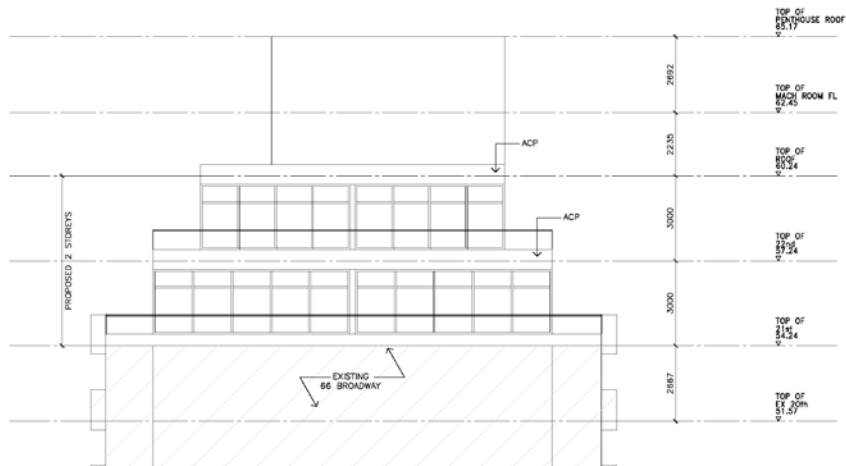 TOP OF
PENTHOUSE ROOF
65.17
2692
TOP OF
MACH ROOM FL
62.45
2235
ACP
TOP OF
ROOF
60.24
3000
PROPOSED 2 STOREYS
ACP
TOP OF
22nd
57.24
3000
TOP OF
21st
54.24
EXISTING
66 BROADWAY
2667
TOP OF
EX 20th
51.57